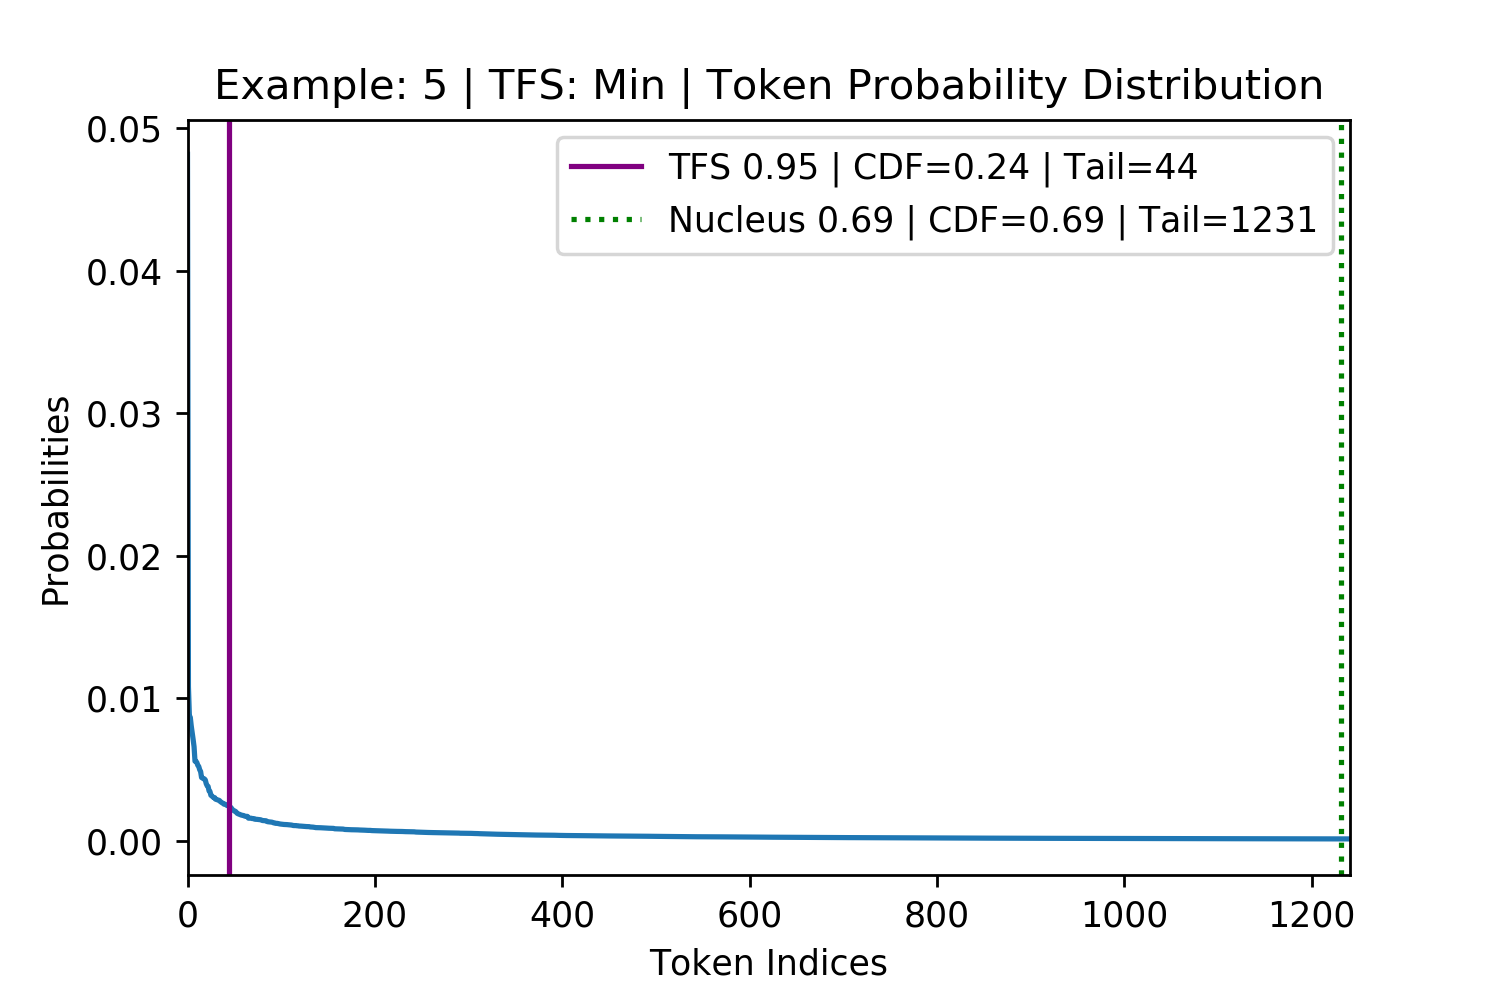 Example: 5 | TFS: Min | Token Probability Distribution
TFS 0.95 | CDF=0.24 | Tail=44
Nucleus 0.69 | CDF=0.69 | Tail=1231
Probabilities
0.05
0.04
0.03
0.02
0.01
0.00
0 200 400 600 800 1000 1200
Token Indices